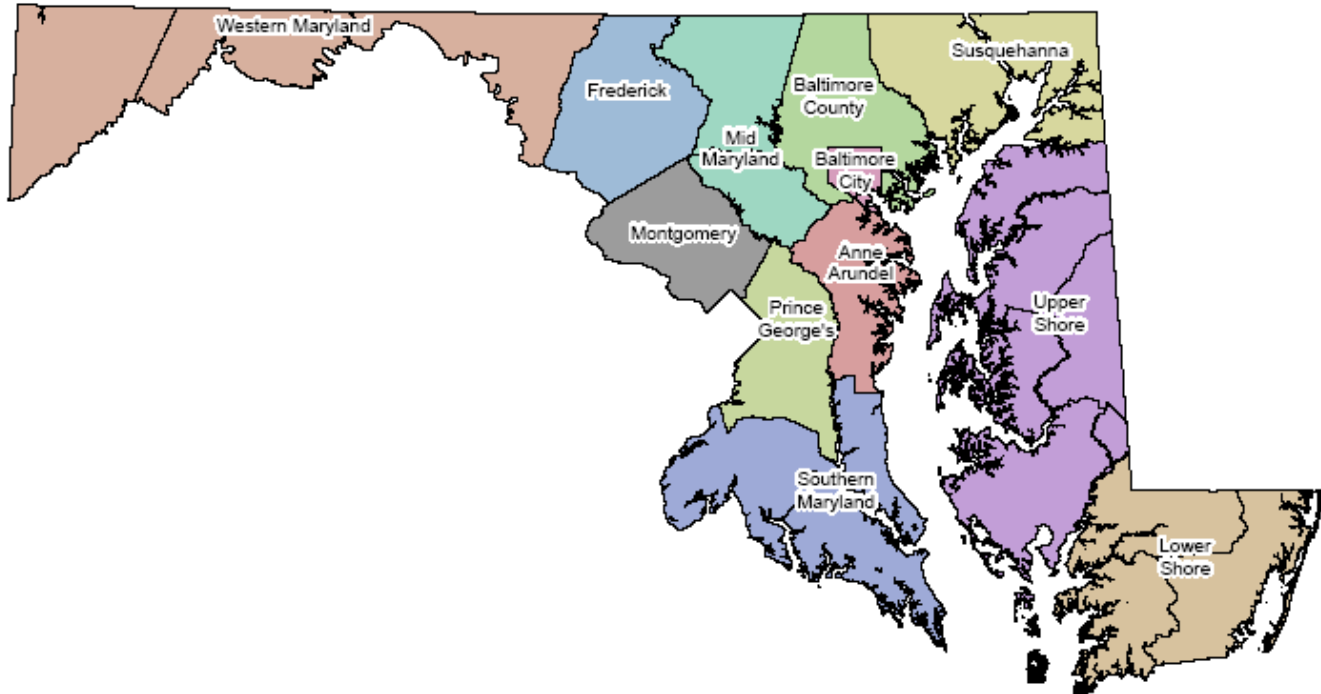 Western Maryland
Susquehanna
Frederick
Baltimore
County
Mid
Maryland
Baltimore
City
Montgomery
Anne
Arundel
Prince
George's
Upper
Shore
Southern
Maryland
Lower
Shore